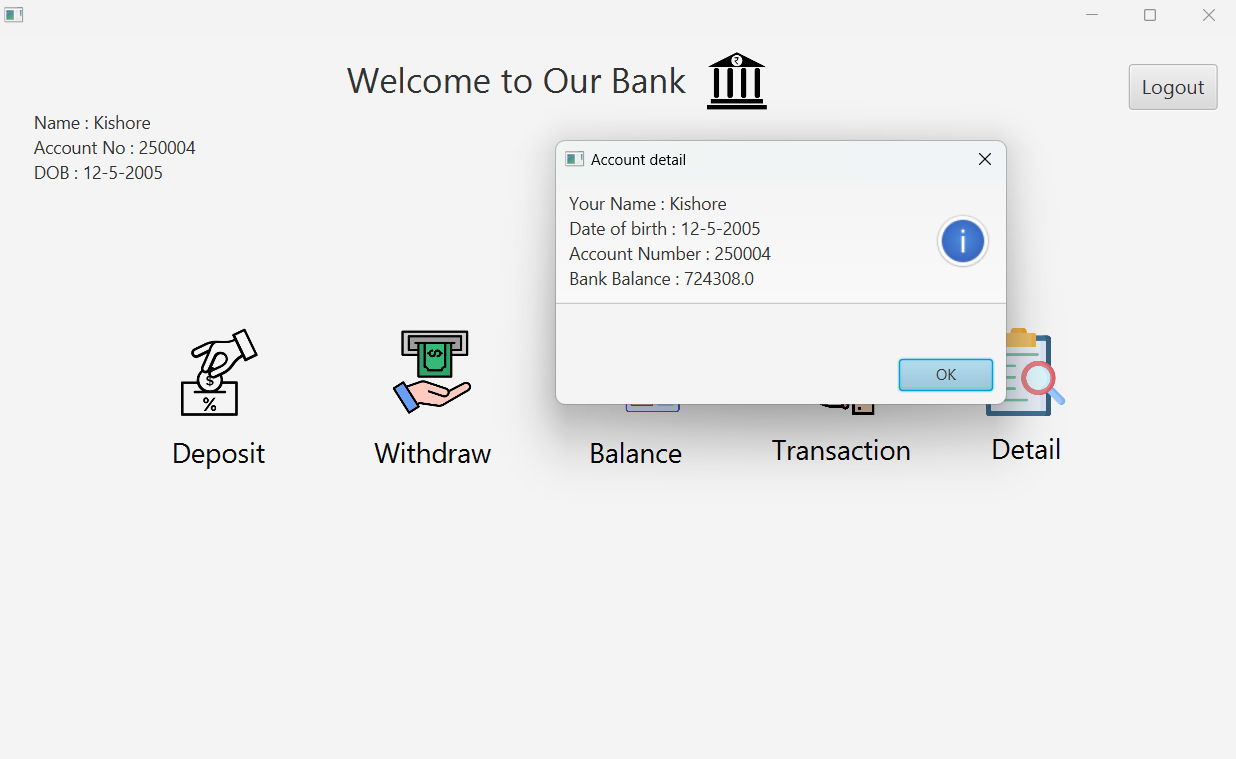 Welcome to Our Bank
Logout
Name : Kishore
Account No : 250004
DOB : 12-5-2005
Account detail
Your Name : Kishore
Date of birth : 12-5-2005
Account Number : 250004
Bank Balance : 724308.0
OK
Deposit
Withdraw
Balance
Transaction
Detail